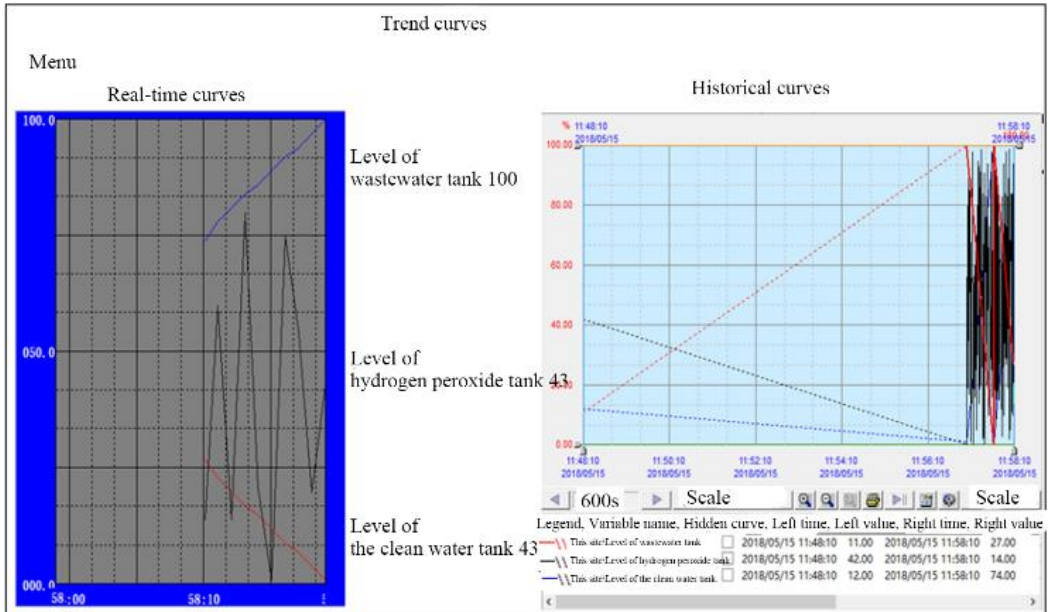 Trend curves
Menu
Real-time curves
100.0
050.0
000.0
58:00
58:10
Level of
wastewater tank 100
Level of
hydrogen peroxide tank 43
Level of
the clean water tank 43
Historical curves
%
11:48:10
2018/05/15
11:58:10
2018/05/15
100.00
100.00
80.00
60.00
40.00
20.00
0.00
11:48:10
2018/05/15
11:50:10
2018/05/15
11:52:10
2018/05/15
11:54:10
2018/05/15
11:56:10
2018/05/15
11:58:10
2018/05/15
600s
Scale
Scale
Legend, Variable name, Hidden curve, Left time, Left value, Right time, Right value
This site\Level of wastewater tank 2018/05/15 11:48:10 11.00 2018/05/15 11:58:10 27.00
This site\Level of hydrogen peroxide tank 2018/05/15 11:48:10 42.00 2018/05/15 11:58:10 14.00
This site\Level of the clean water tank 2018/05/15 11:48:10 12.00 2018/05/15 11:58:10 74.00